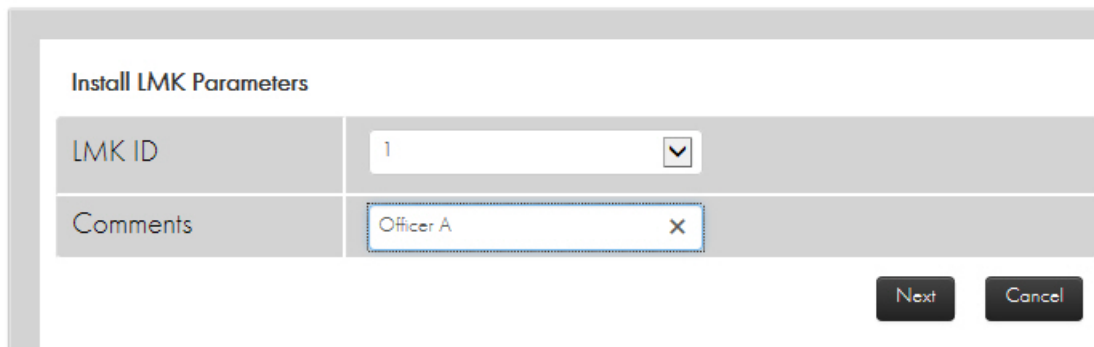 Install LMK Parameters
LMK ID 1
Comments Officer A
Next Cancel